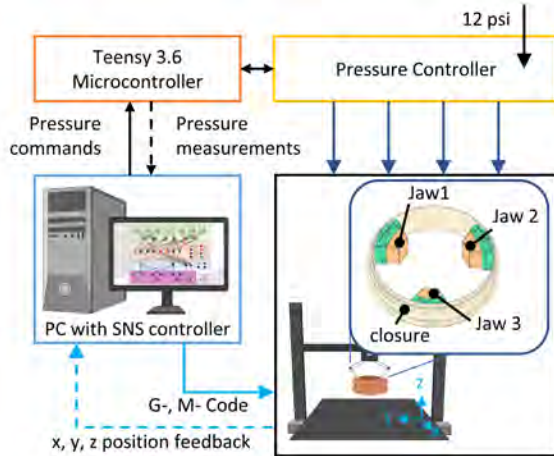 12 psi
Teensy 3.6
Microcontroller
Pressure Controller
Pressure
commands
Pressure
measurements
Jaw1
Jaw 2
Jaw 3
closure
PC with SNS controller
G-, M- Code
x, y, z position feedback
z